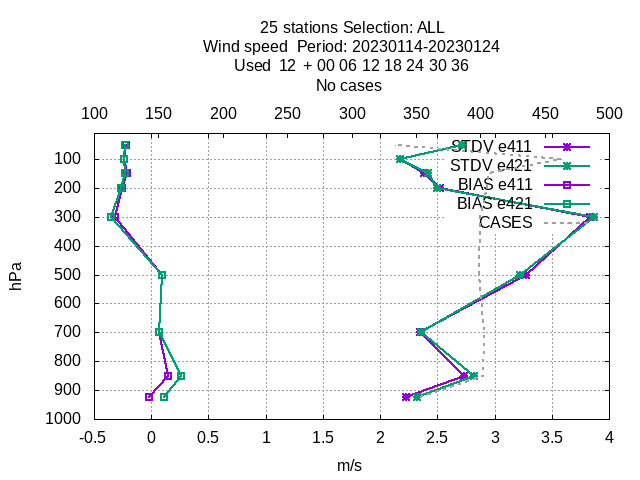 25 stations Selection: ALL
Wind speed  Period: 20230114-20230124
Used  12  + 00 06 12 18 24 30 36
No cases
100 150 200 250 300 350 400 450 500
STDV e411
STDV e421
BIAS e411
BIAS e421
CASES
100
200
300
400
500
600
700
800
900
1000
hPa
-0.5 0 0.5 1 1.5 2 2.5 3 3.5 4
m/s